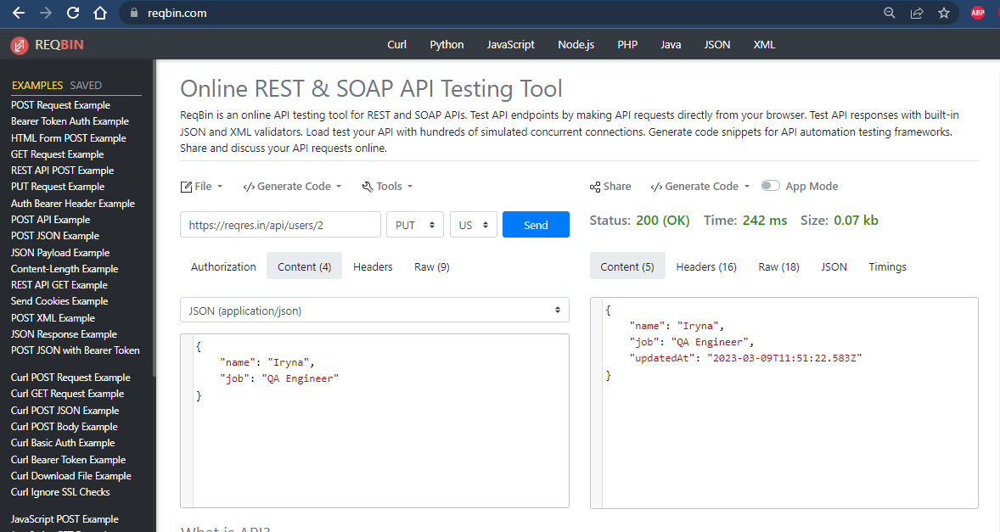 reqbin.com
ABP
REQBIN
Curl Python JavaScript Node.js PHP Java JSON XML
EXAMPLES SAVED
POST Request Example
Bearer Token Auth Example
HTML Form POST Example
GET Request Example
REST API POST Example
PUT Request Example
Auth Bearer Header Example
POST API Example
POST JSON Example
JSON Payload Example
Content-Length Example
REST API GET Example
Send Cookies Example
POST XML Example
JSON Response Example
POST JSON with Bearer Token
Curl POST Request Example
Curl GET Request Example
Curl POST JSON Example
Curl POST Body Example
Curl Basic Auth Example
Curl Bearer Token Example
Curl Download File Example
Curl Ignore SSL Checks
JavaScript POST Example
Online REST & SOAP API Testing Tool
ReqBin is an online API testing tool for REST and SOAP APIs. Test API endpoints by making API requests directly from your browser. Test API responses with built-in
JSON and XML validators. Load test your API with hundreds of simulated concurrent connections. Generate code snippets for API automation testing frameworks.
Share and discuss your API requests online.
File </> Generate Code Tools
https://reqres.in/api/users/2 PUT US Send
Authorization Content (4) Headers Raw (9)
JSON (application/json)
{
"name": "Iryna",
"job": "QA Engineer"
}
Share </> Generate Code App Mode
Status: 200 (OK) Time: 242 ms Size: 0.07 kb
Content (5) Headers (16) Raw (18) JSON Timings
{
"name": "Iryna",
"job": "QA Engineer",
"updatedAt": "2023-03-09T11:51:22.583Z"
}
What is API?